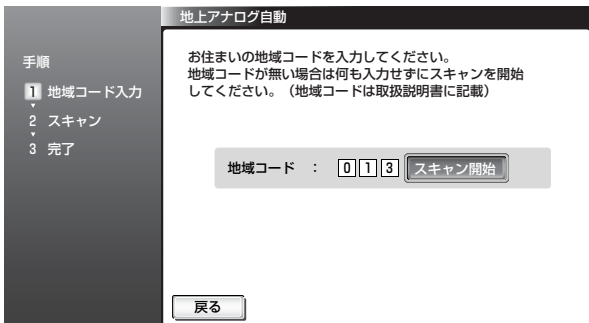 地上アナログ自動
手順
1 地域コード入力
2 スキャン
3 完了
お住まいの地域コードを入力してください。
地域コードが無い場合は何も入力せずにスキャンを開始
してください。（地域コードは取扱説明書に記載）
地域コード ： 0 1 3 スキャン開始
戻る